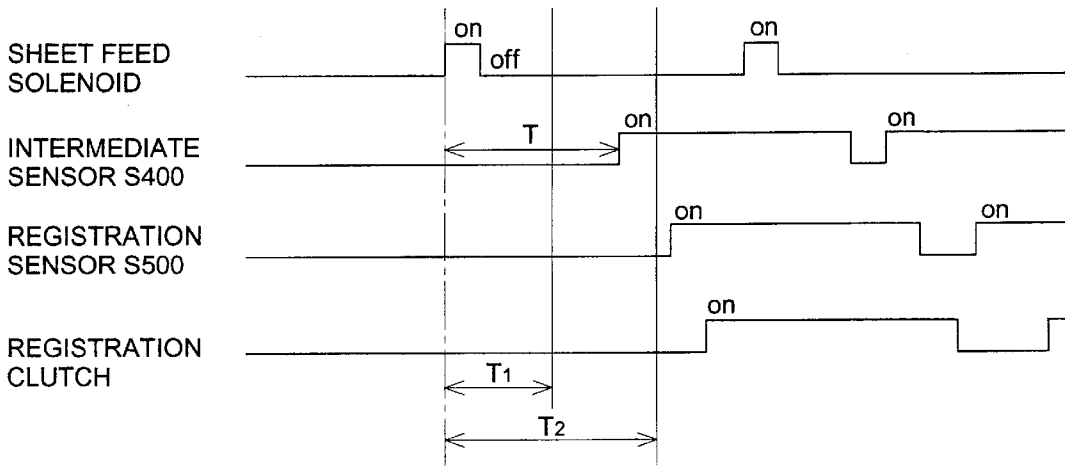 on
on
SHEET FEED
SOLENOID
off
on
T
on
INTERMEDIATE
SENSOR S400
on
on
REGISTRATION
SENSOR S500
on
REGISTRATION
CLUTCH
T1
T2